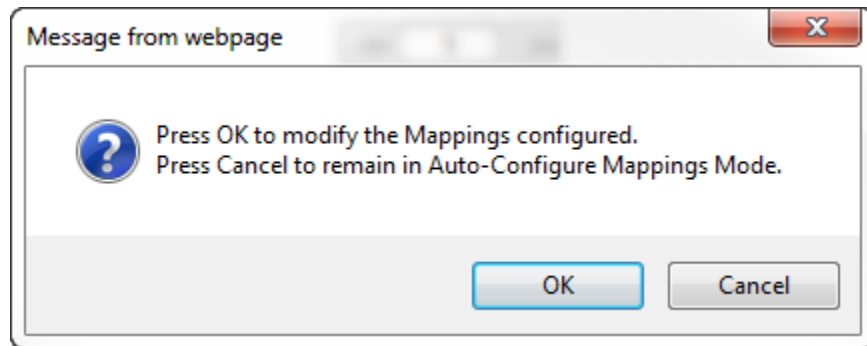 Message from webpage
Press OK to modify the Mappings configured.
Press Cancel to remain in Auto-Configure Mappings Mode.
OK
Cancel